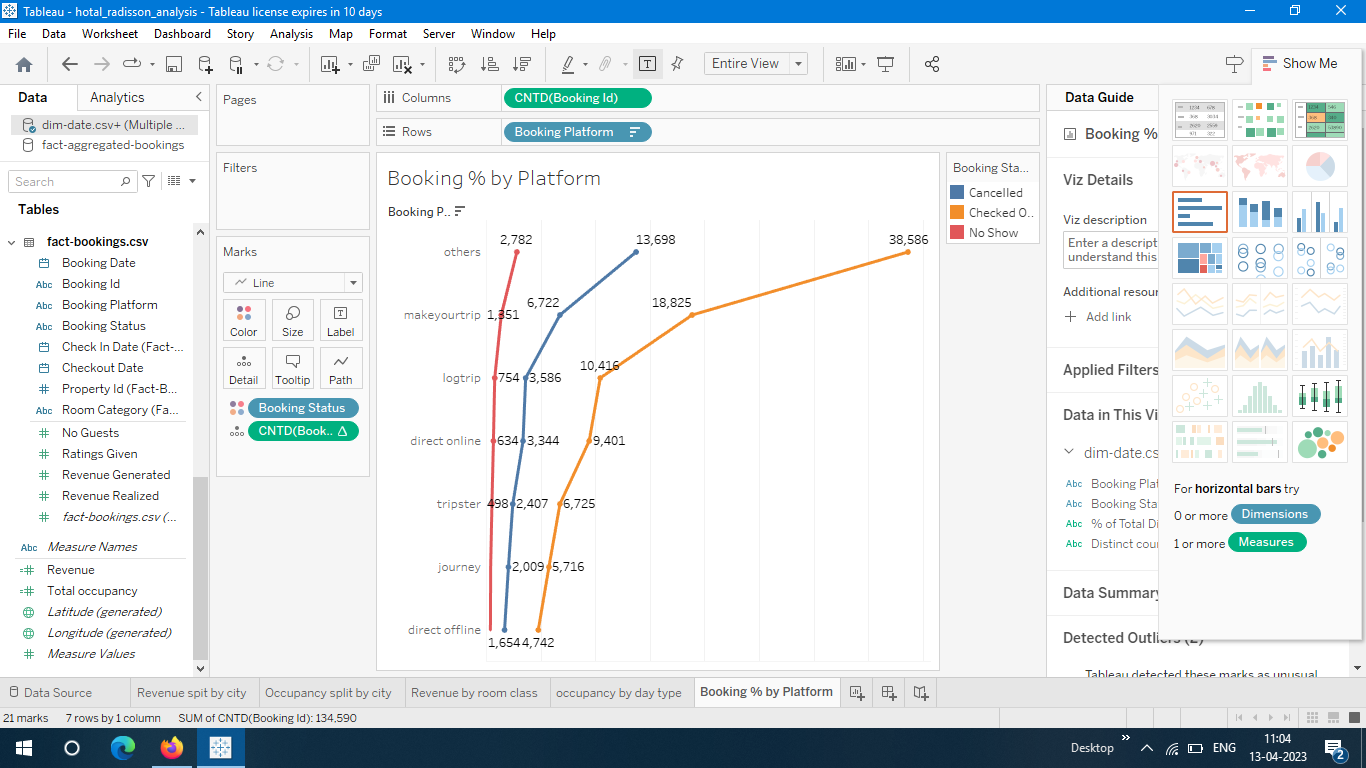 Tableau - hotal_radisson_analysis - Tableau license expires in 10 days
File Data Worksheet Dashboard Story Analysis Map Format Server Window Help
Entire View
Show Me
Data Analytics
dim-date.csv+ (Multiple ...
fact-aggregated-bookings
Search
Tables
fact-bookings.csv
Booking Date
Abc Booking Id
Abc Booking Platform
Abc Booking Status
Check In Date (Fact-...
Checkout Date
Property Id (Fact-B...
Abc Room Category (Fa...
No Guests
Ratings Given
Revenue Generated
Revenue Realized
fact-bookings.csv (...
Abc Measure Names
Revenue
Total occupancy
Latitude (generated)
Longitude (generated)
Measure Values
Pages
Filters
Marks
Line
Color Size Label
Detail Tooltip Path
Booking Status
CNTD(Book..
Columns CNTD(Booking Id)
Rows Booking Platform
Booking % by Platform
Booking P..
others 2,782 13,698 38,586
makeyourtrip 1,351 6,722 18,825
logtrip 754 3,586 10,416
direct online 634 3,344 9,401
tripster 498 2,407 6,725
journey 2,009 5,716
direct offline 1,654 4,742
Booking Sta...
Cancelled
Checked O..
No Show
Data Guide
Booking %
Viz Details
Viz description
Enter a descript
understand this
Additional resour
Add link
Applied Filters
Data in This Vi
dim-date.cs
Abc Booking Plat
Abc Booking Sta
Abc % of Total Di
Abc Distinct coun
Data Summary
Detected Outliers (2)
Tableau detected these marks as unusual
For horizontal bars try
0 or more Dimensions
1 or more Measures
Data Source Revenue spit by city Occupancy split by city Revenue by room class occupancy by day type Booking % by Platform
21 marks 7 rows by 1 column SUM of CNTD(Booking Id): 134,590
Desktop ENG 11:04
13-04-2023 2